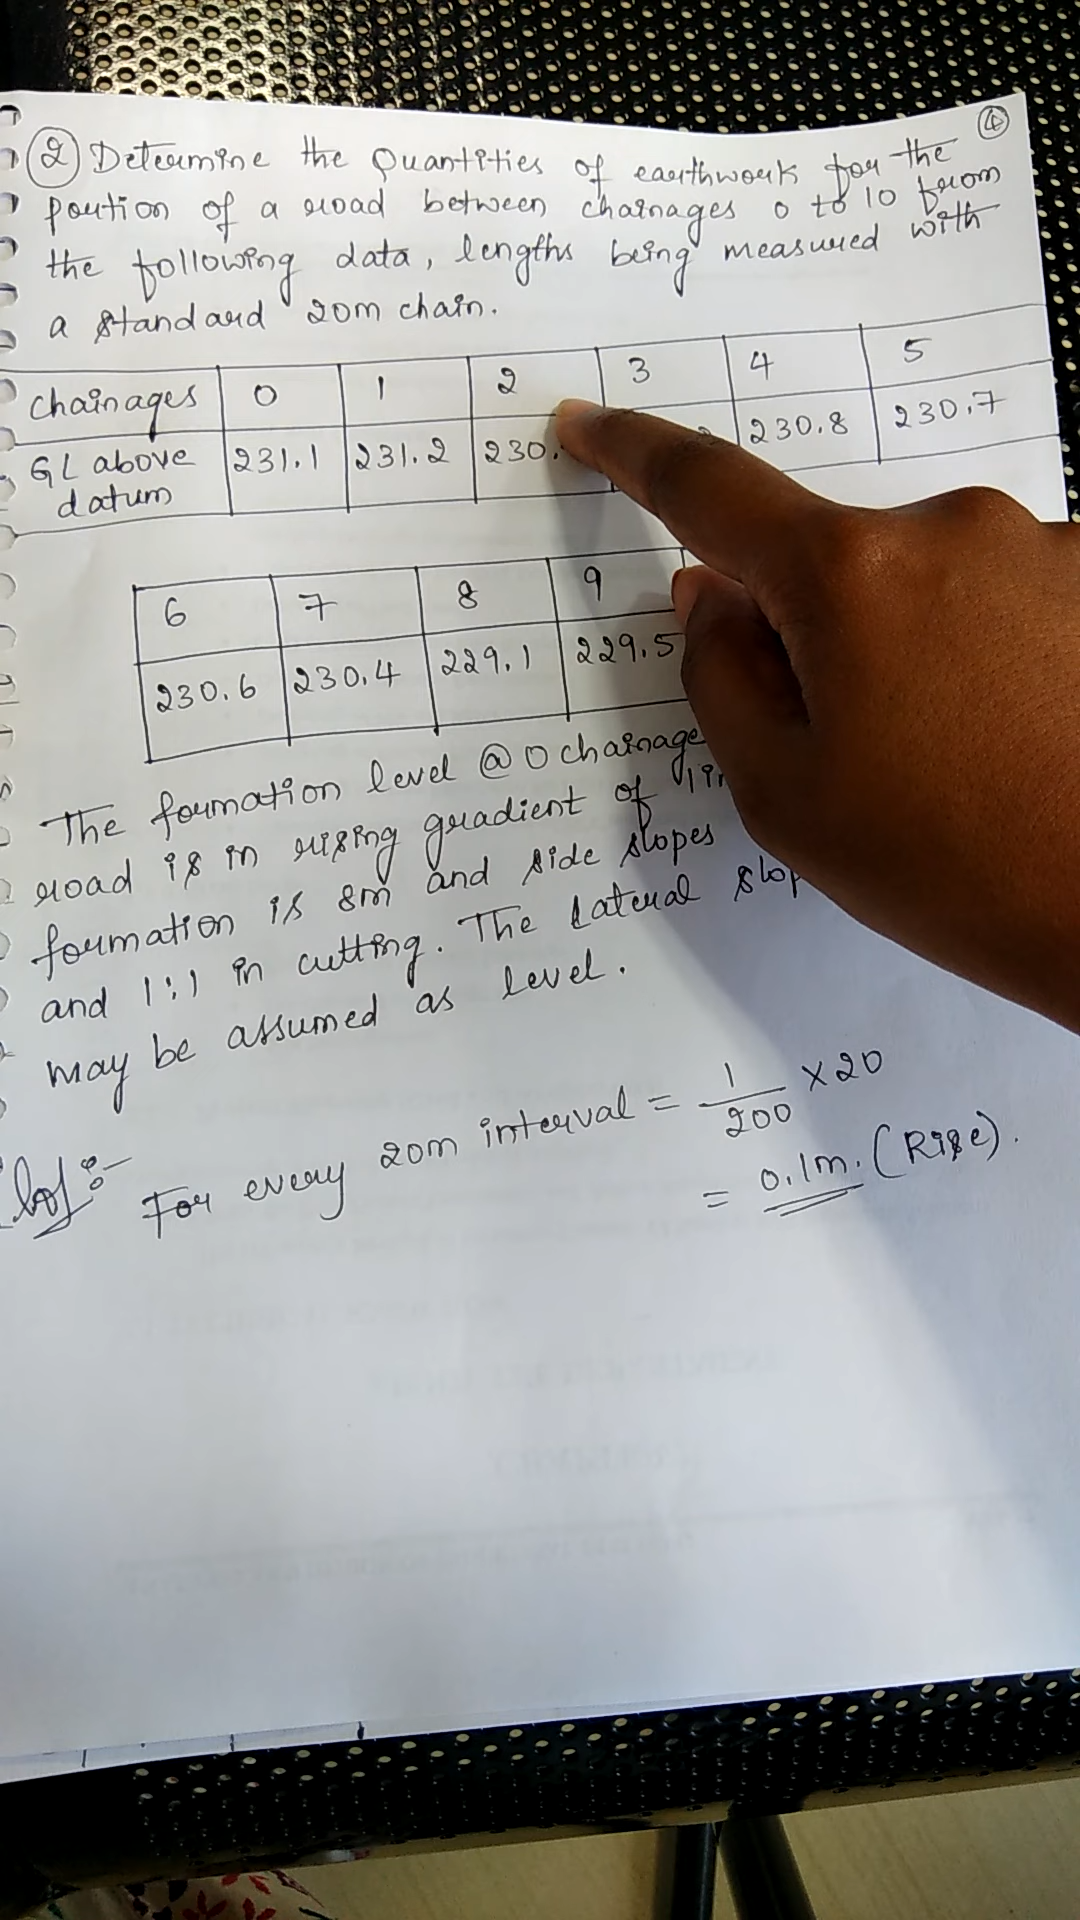 ④
② Determine the Quantities of earthwork for the
portion of a road between chainages 0 to 10 from
the following data, lengths being measured with
a standard 20m chain.
Chainages 0 1 2 3 4 5
GL above datum 231.1 231.2 230. 230.8 230.7
6 7 8 9
230.6 230.4 229.1 229.5
The formation level @ 0 chainage
road is in rising gradient of 1 in
formation is 8m and side slopes
and 1:1 in cutting. The Lateral
may be assumed as level.
Sol:- For every 20m interval = 1/200 × 20
= 0.1m. (Rise).